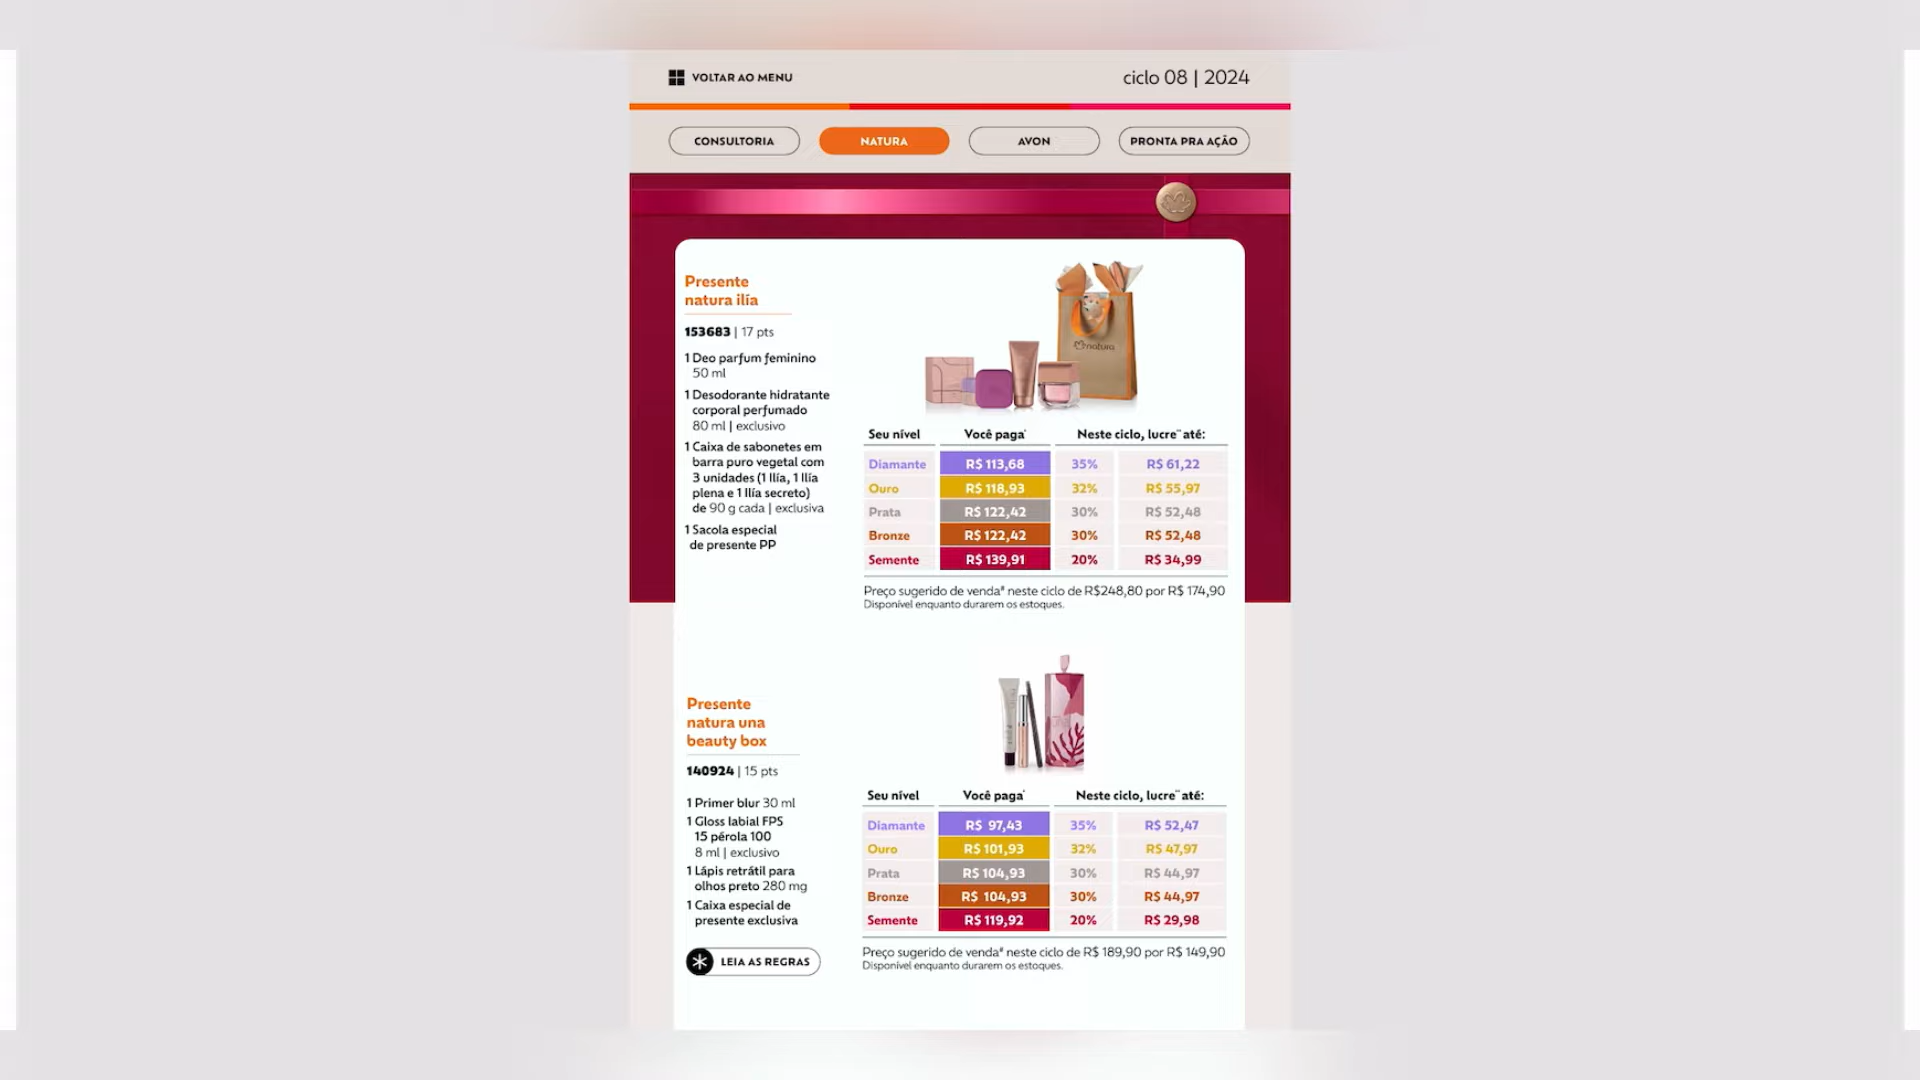 VOLTAR AO MENU
ciclo 08 | 2024
CONSULTORIA
NATURA
AVON
PRONTA PRA AÇÃO
Presente
natura ilía
153683 | 17 pts
1 Deo parfum feminino
50 ml
1 Desodorante hidratante
corporal perfumado
80 ml | exclusivo
1 Caixa de sabonetes em
barra puro vegetal com
3 unidades (1 Ilía, 1 Ilía
plena e 1 Ilía secreto)
de 90 g cada | exclusiva
1 Sacola especial
de presente PP
natura
Seu nível Você paga* Neste ciclo, lucre** até:
Diamante R$ 113,68 35% R$ 61,22
Ouro R$ 118,93 32% R$ 55,97
Prata R$ 122,42 30% R$ 52,48
Bronze R$ 122,42 30% R$ 52,48
Semente R$ 139,91 20% R$ 34,99
Preço sugerido de venda# neste ciclo de R$248,80 por R$ 174,90
Disponível enquanto durarem os estoques.
Presente
natura una
beauty box
140924 | 15 pts
1 Primer blur 30 ml
1 Gloss labial FPS
15 pérola 100
8 ml | exclusivo
1 Lápis retrátil para
olhos preto 280 mg
1 Caixa especial de
presente exclusiva
LEIA AS REGRAS
Seu nível Você paga* Neste ciclo, lucre** até:
Diamante R$ 97,43 35% R$ 52,47
Ouro R$ 101,93 32% R$ 47,97
Prata R$ 104,93 30% R$ 44,97
Bronze R$ 104,93 30% R$ 44,97
Semente R$ 119,92 20% R$ 29,98
Preço sugerido de venda# neste ciclo de R$ 189,90 por R$ 149,90
Disponível enquanto durarem os estoques.